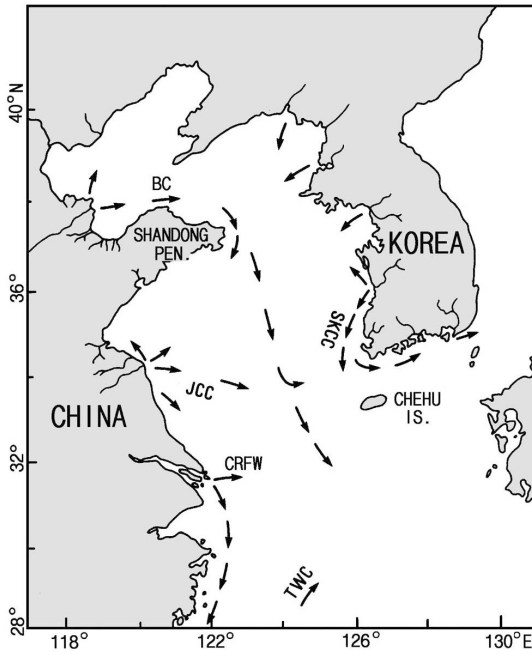 40°N
BC
SHANDONG
PEN.
KOREA
36°
SKCC
JCC
CHINA
CHEHU
IS.
32°
CRFW
TWC
28°
118°
122°
126°
130°E